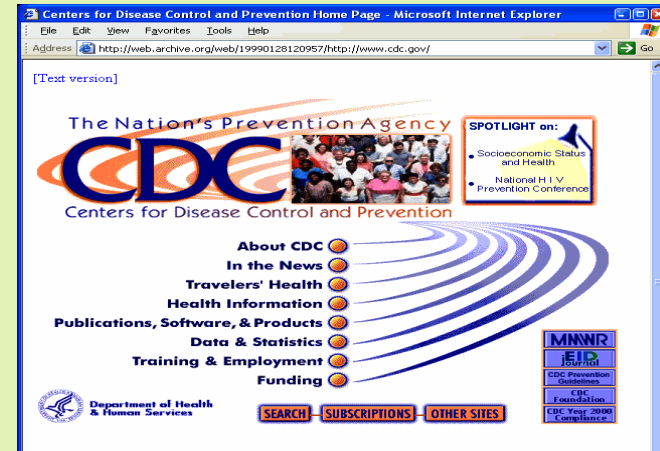 Centers for Disease Control and Prevention Home Page - Microsoft Internet Explorer
File Edit View Favorites Tools Help
Address http://web.archive.org/web/19990128120957/http://www.cdc.gov/ Go
[Text version]
The Nation's Prevention Agency
CDC
Centers for Disease Control and Prevention
SPOTLIGHT on:
Socioeconomic Status
and Health
National H I V
Prevention Conference
About CDC
In the News
Travelers' Health
Health Information
Publications, Software, & Products
Data & Statistics
Training & Employment
Funding
MMWR
EID
Journal
CDC Prevention
Guidelines
CDC
Foundation
CDC Year 2000
Compliance
Department of Health
& Human Services
SEARCH SUBSCRIPTIONS OTHER SITES